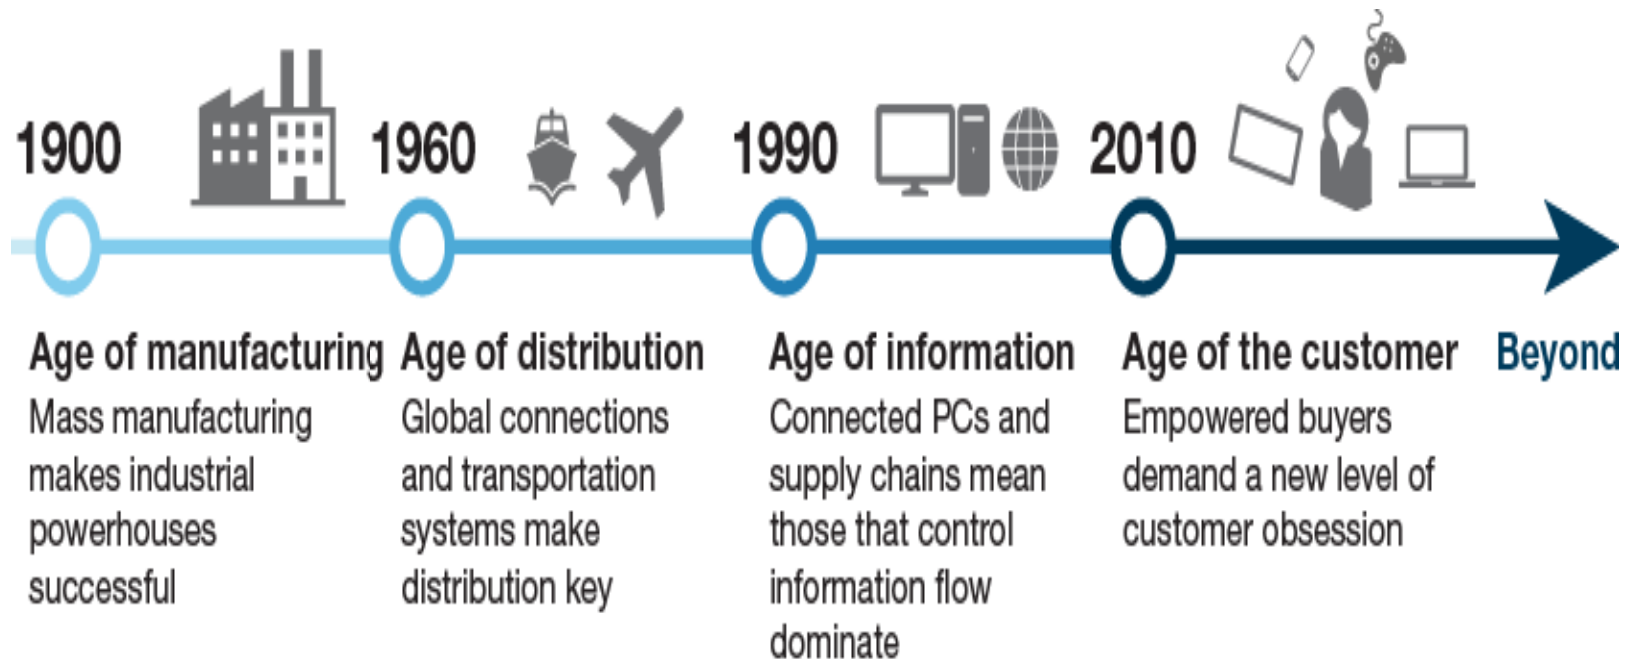 1900
1960
1990
2010
Age of manufacturing
Mass manufacturing
makes industrial
powerhouses
successful
Age of distribution
Global connections
and transportation
systems make
distribution key
Age of information
Connected PCs and
supply chains mean
those that control
information flow
dominate
Age of the customer
Empowered buyers
demand a new level of
customer obsession
Beyond